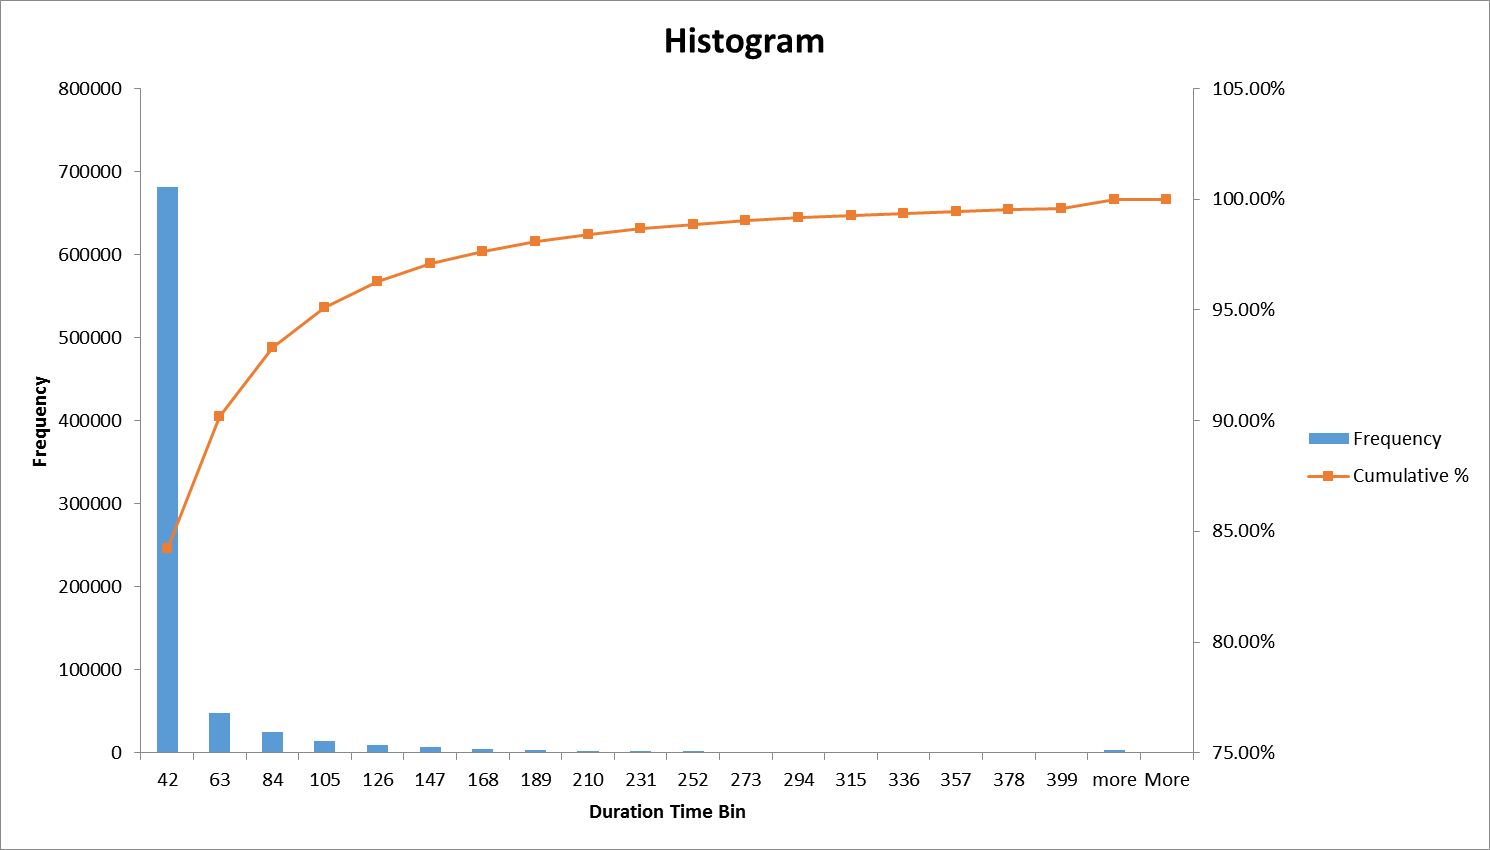 Histogram
800000
700000
600000
500000
400000
300000
200000
100000
0
Frequency
105.00%
100.00%
95.00%
90.00%
85.00%
80.00%
75.00%
42 63 84 105 126 147 168 189 210 231 252 273 294 315 336 357 378 399 more More
Duration Time Bin
Frequency
Cumulative %